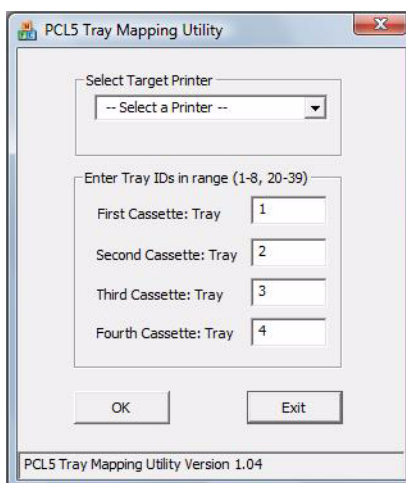 PCL5 Tray Mapping Utility
Select Target Printer
-- Select a Printer --
Enter Tray IDs in range (1-8, 20-39)
First Cassette: Tray 1
Second Cassette: Tray 2
Third Cassette: Tray 3
Fourth Cassette: Tray 4
OK Exit
PCL5 Tray Mapping Utility Version 1.04